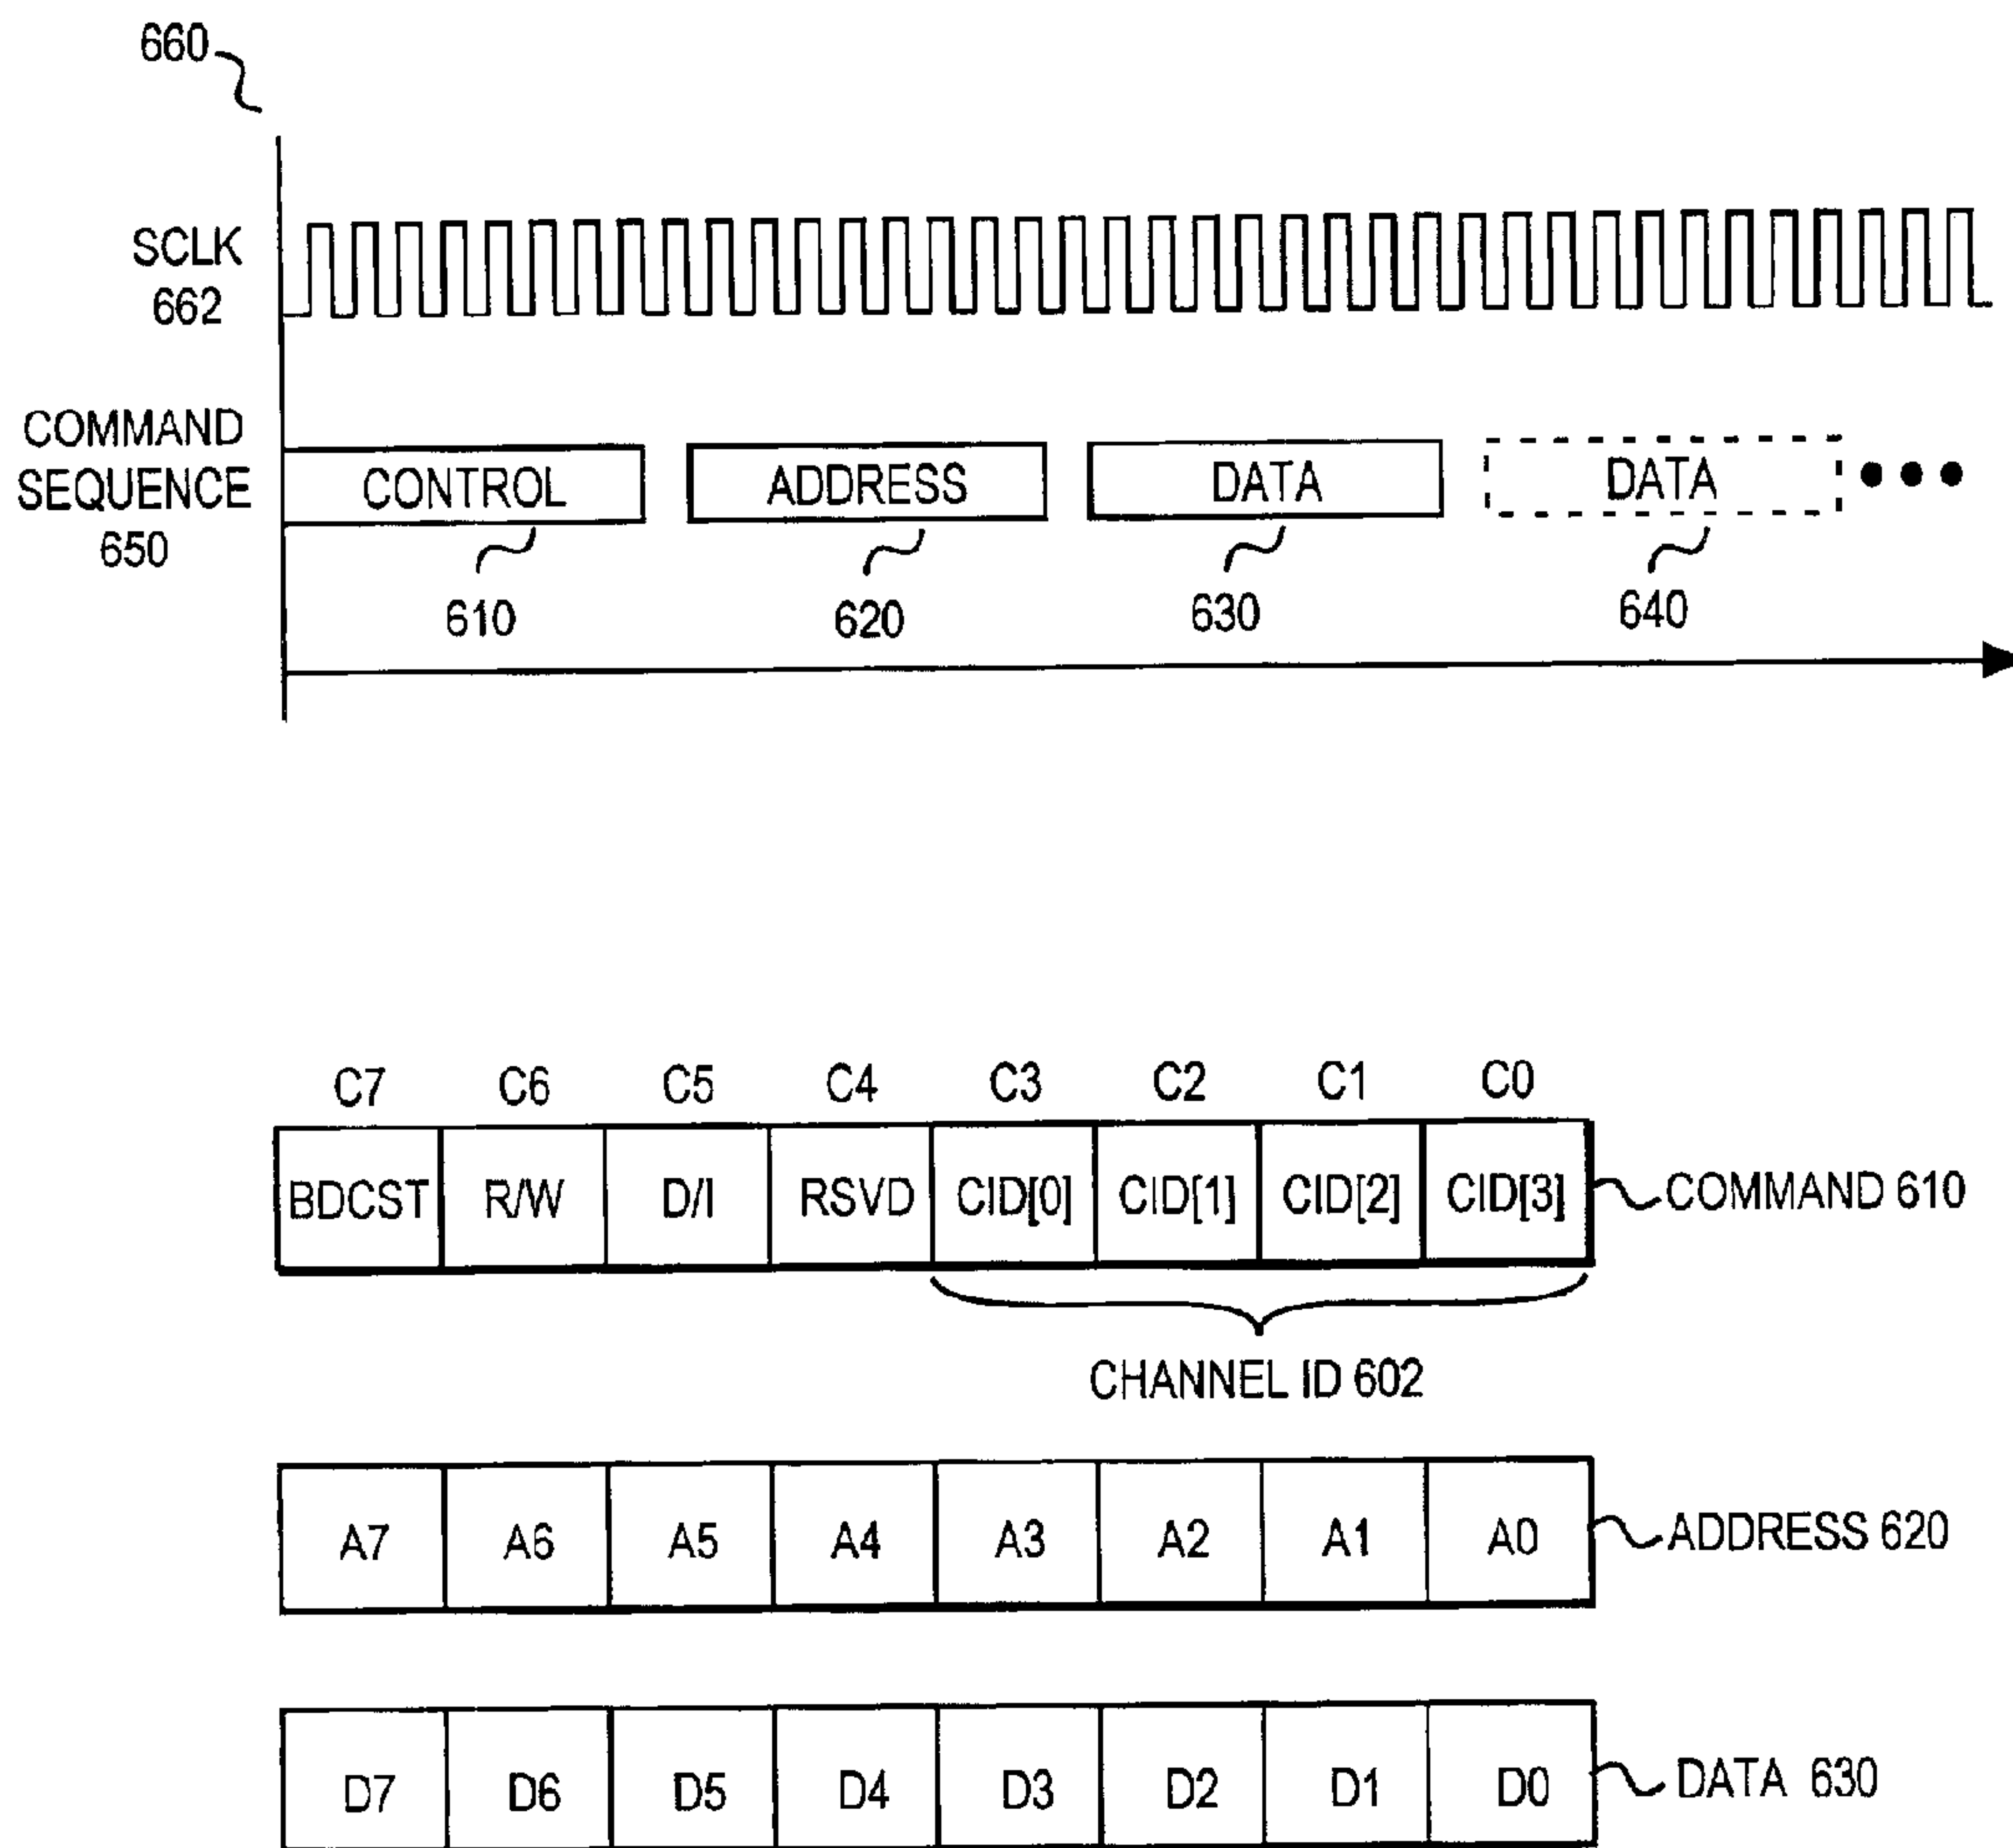 660
SCLK
662
COMMAND
SEQUENCE
650
CONTROL ADDRESS DATA DATA
610 620 630 640
C7 C6 C5 C4 C3 C2 C1 C0
BDCST R/W D/I RSVD CID[0] CID[1] CID[2] CID[3] COMMAND 610
CHANNEL ID 602
A7 A6 A5 A4 A3 A2 A1 A0 ADDRESS 620
D7 D6 D5 D4 D3 D2 D1 D0 DATA 630